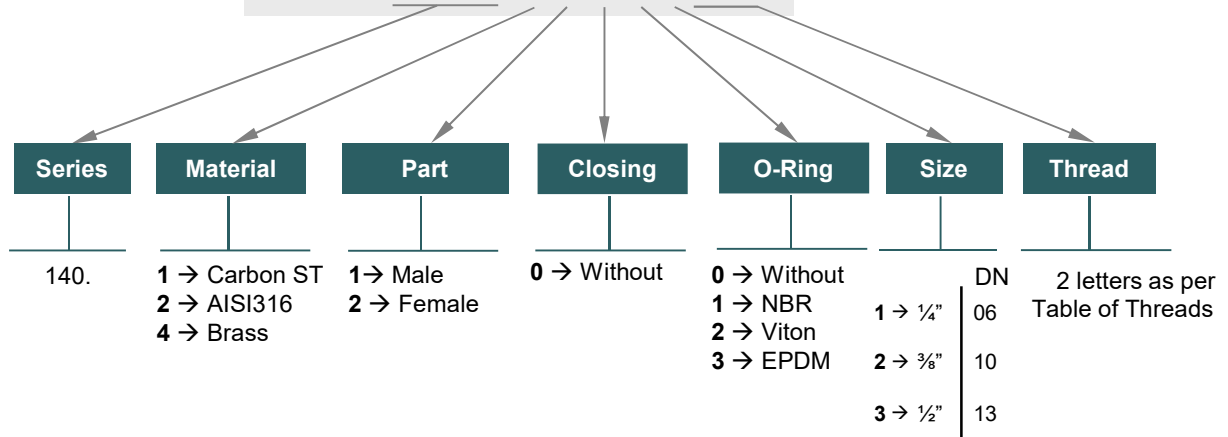 Series Material Part Closing O-Ring Size Thread
140.
1 → Carbon ST
2 → AISI316
4 → Brass
1→ Male
2 → Female
0 → Without
0 → Without
1 → NBR
2 → Viton
3 → EPDM
DN
1 → ¼” 06
2 → ⅜” 10
3 → ½” 13
2 letters as per
Table of Threads